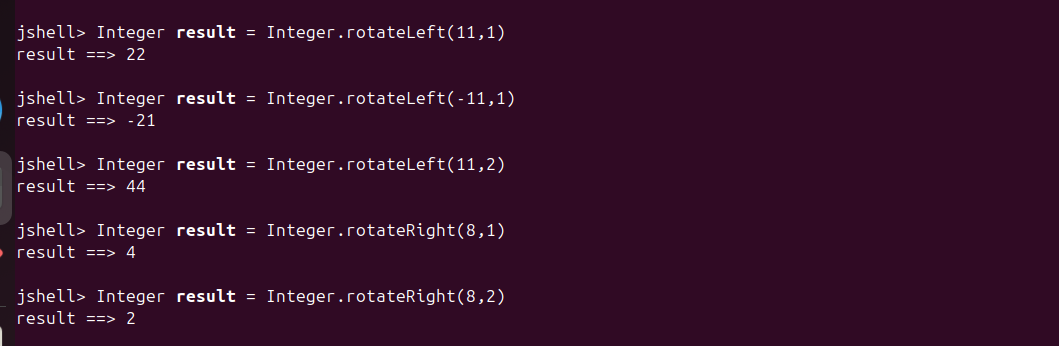 jshell> Integer result = Integer.rotateLeft(11,1)
result ==> 22
jshell> Integer result = Integer.rotateLeft(-11,1)
result ==> -21
jshell> Integer result = Integer.rotateLeft(11,2)
result ==> 44
jshell> Integer result = Integer.rotateRight(8,1)
result ==> 4
jshell> Integer result = Integer.rotateRight(8,2)
result ==> 2